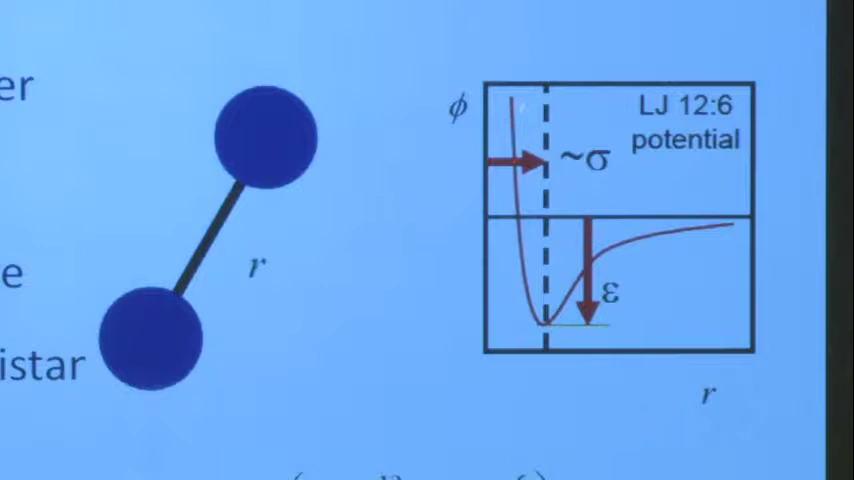 er
e
istar
r
ϕ
LJ 12:6
potential
~σ
ε
r